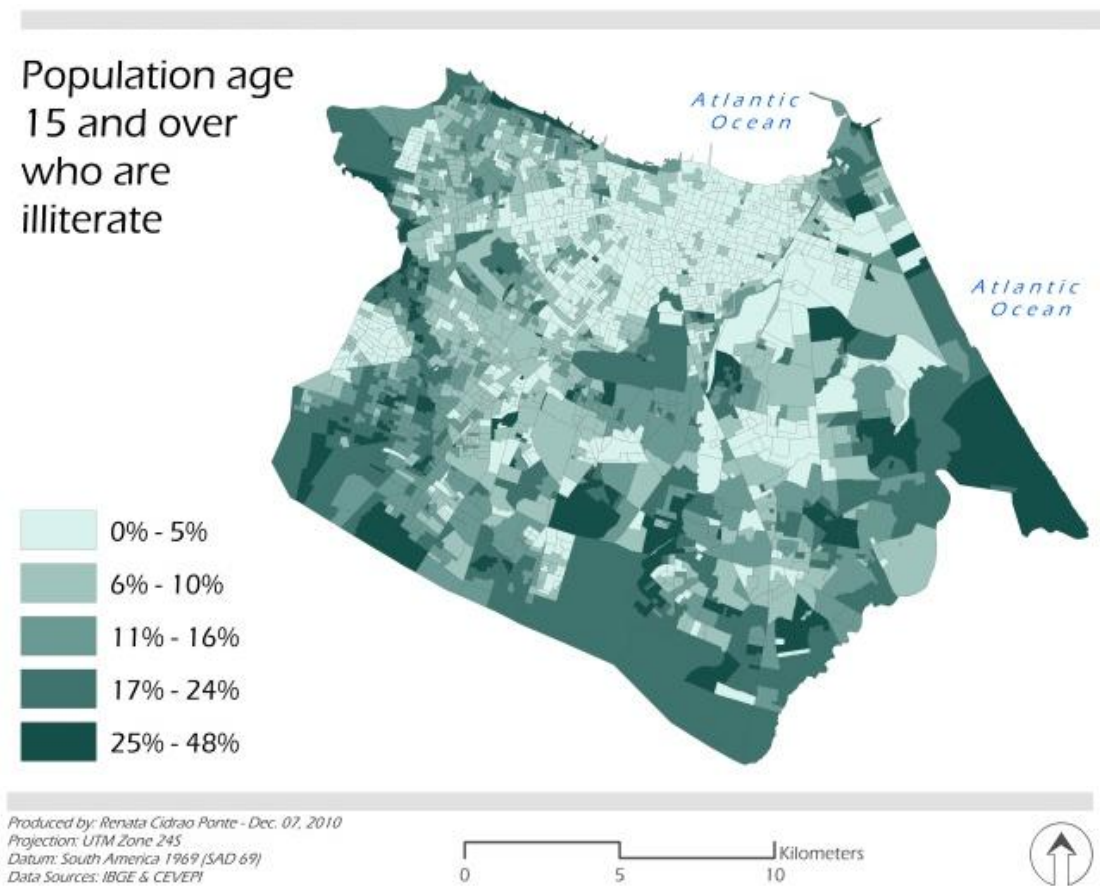 Population age
15 and over
who are
illiterate
Atlantic
Ocean
Atlantic
Ocean
0% - 5%
6% - 10%
11% - 16%
17% - 24%
25% - 48%
Produced by: Renata Cidrao Ponte - Dec. 07, 2010
Projection: UTM Zone 24S
Datum: South America 1969 (SAD 69)
Data Sources: IBGE & CEVEPI
Kilometers
0 5 10